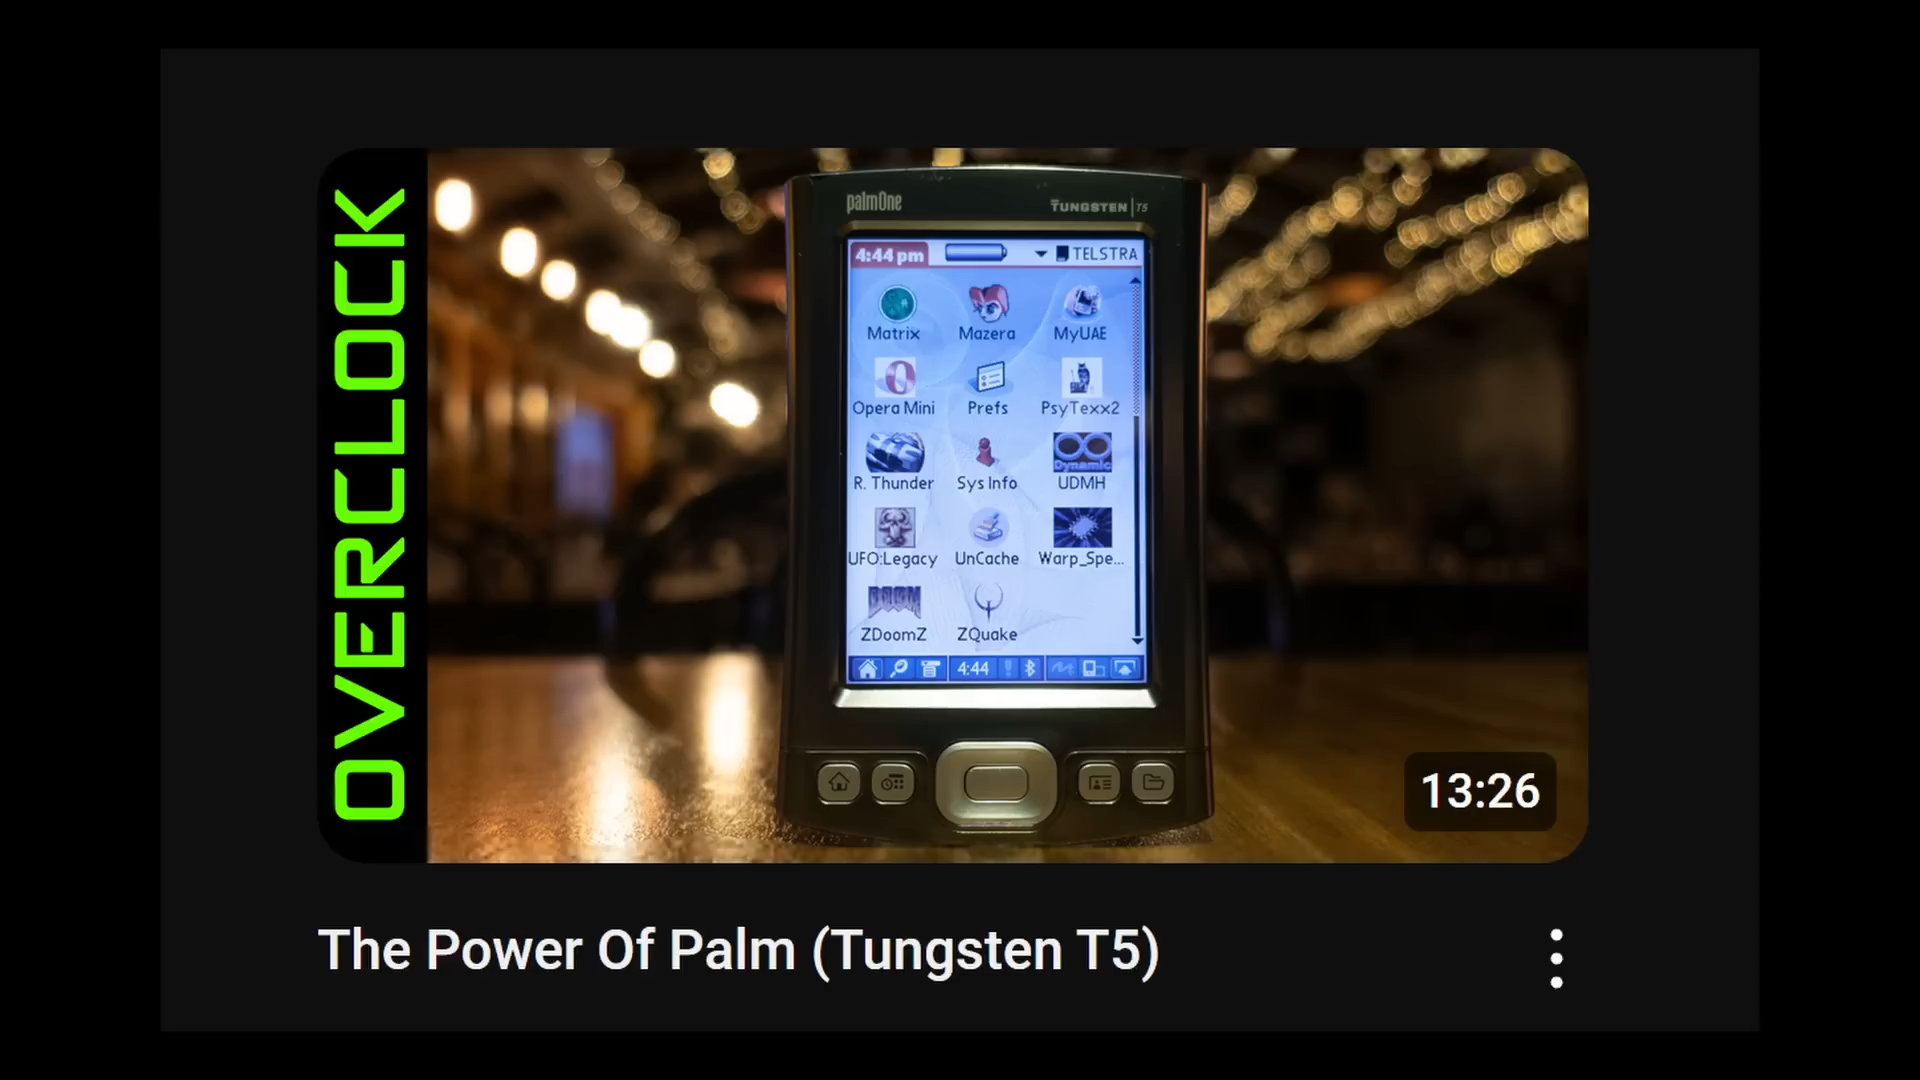 OVERCLOCK
palmOne
TUNGSTEN | T5
4:44 pm
TELSTRA
Matrix Mazera MyUAE
Opera Mini Prefs PsyTexx2
Dynamic
R. Thunder Sys Info UDMH
UFO:Legacy UnCache Warp_Spe...
DOOM
ZDoomZ ZQuake
4:44
13:26
The Power Of Palm (Tungsten T5)